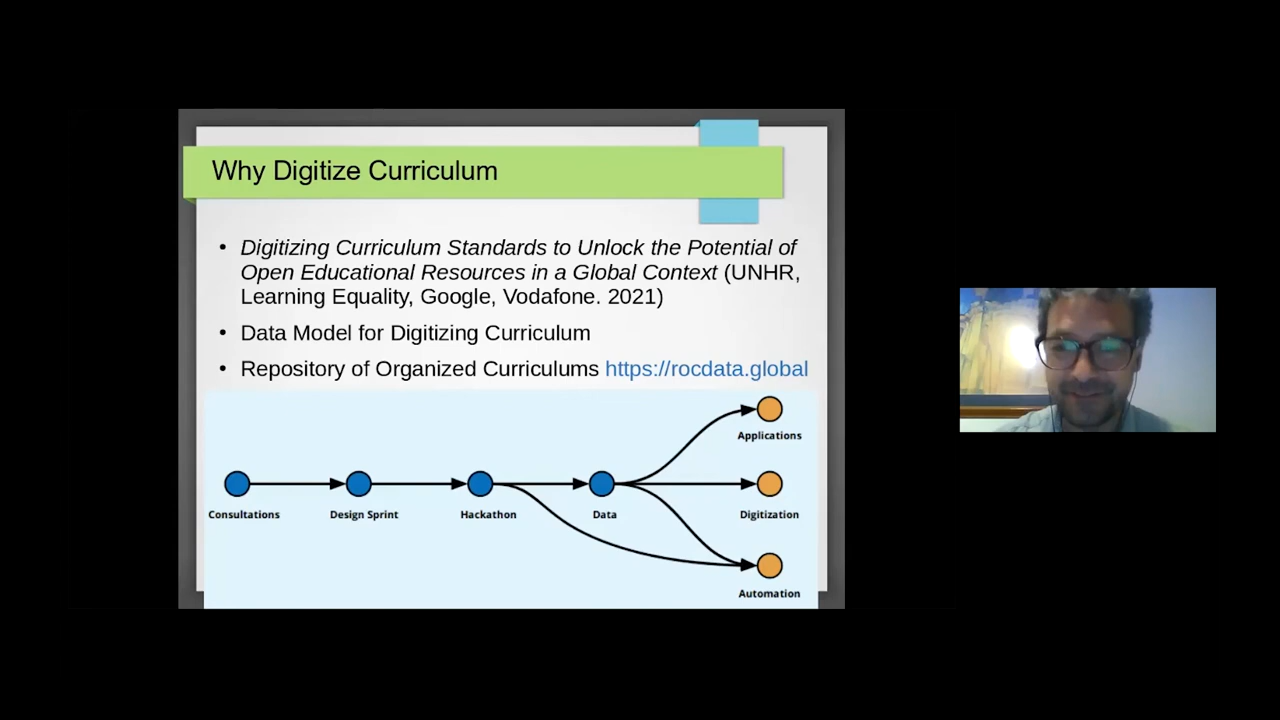 Why Digitize Curriculum
• Digitizing Curriculum Standards to Unlock the Potential of
Open Educational Resources in a Global Context (UNHR,
Learning Equality, Google, Vodafone. 2021)
• Data Model for Digitizing Curriculum
• Repository of Organized Curriculums https://rocdata.global
Applications
Consultations Design Sprint Hackathon Data Digitization
Automation